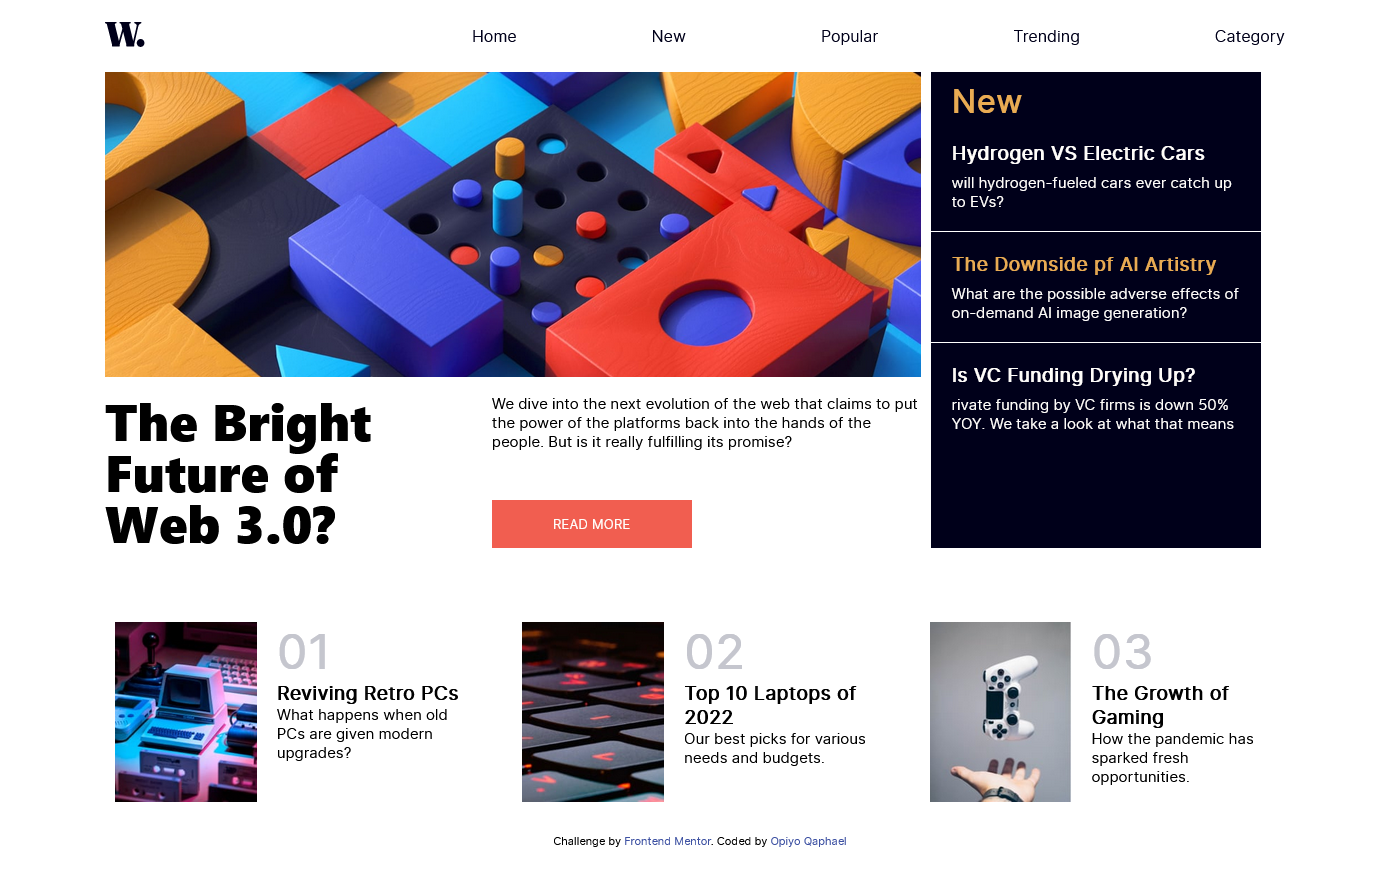 W.
Home
New
Popular
Trending
Category
New
Hydrogen VS Electric Cars
will hydrogen-fueled cars ever catch up
to EVs?
The Downside pf AI Artistry
What are the possible adverse effects of
on-demand AI image generation?
Is VC Funding Drying Up?
rivate funding by VC firms is down 50%
YOY. We take a look at what that means
The Bright
Future of
Web 3.0?
We dive into the next evolution of the web that claims to put
the power of the platforms back into the hands of the
people. But is it really fulfilling its promise?
READ MORE
01
Reviving Retro PCs
What happens when old
PCs are given modern
upgrades?
02
Top 10 Laptops of
2022
Our best picks for various
needs and budgets.
03
The Growth of
Gaming
How the pandemic has
sparked fresh
opportunities.
Challenge by Frontend Mentor. Coded by Opiyo Qaphael